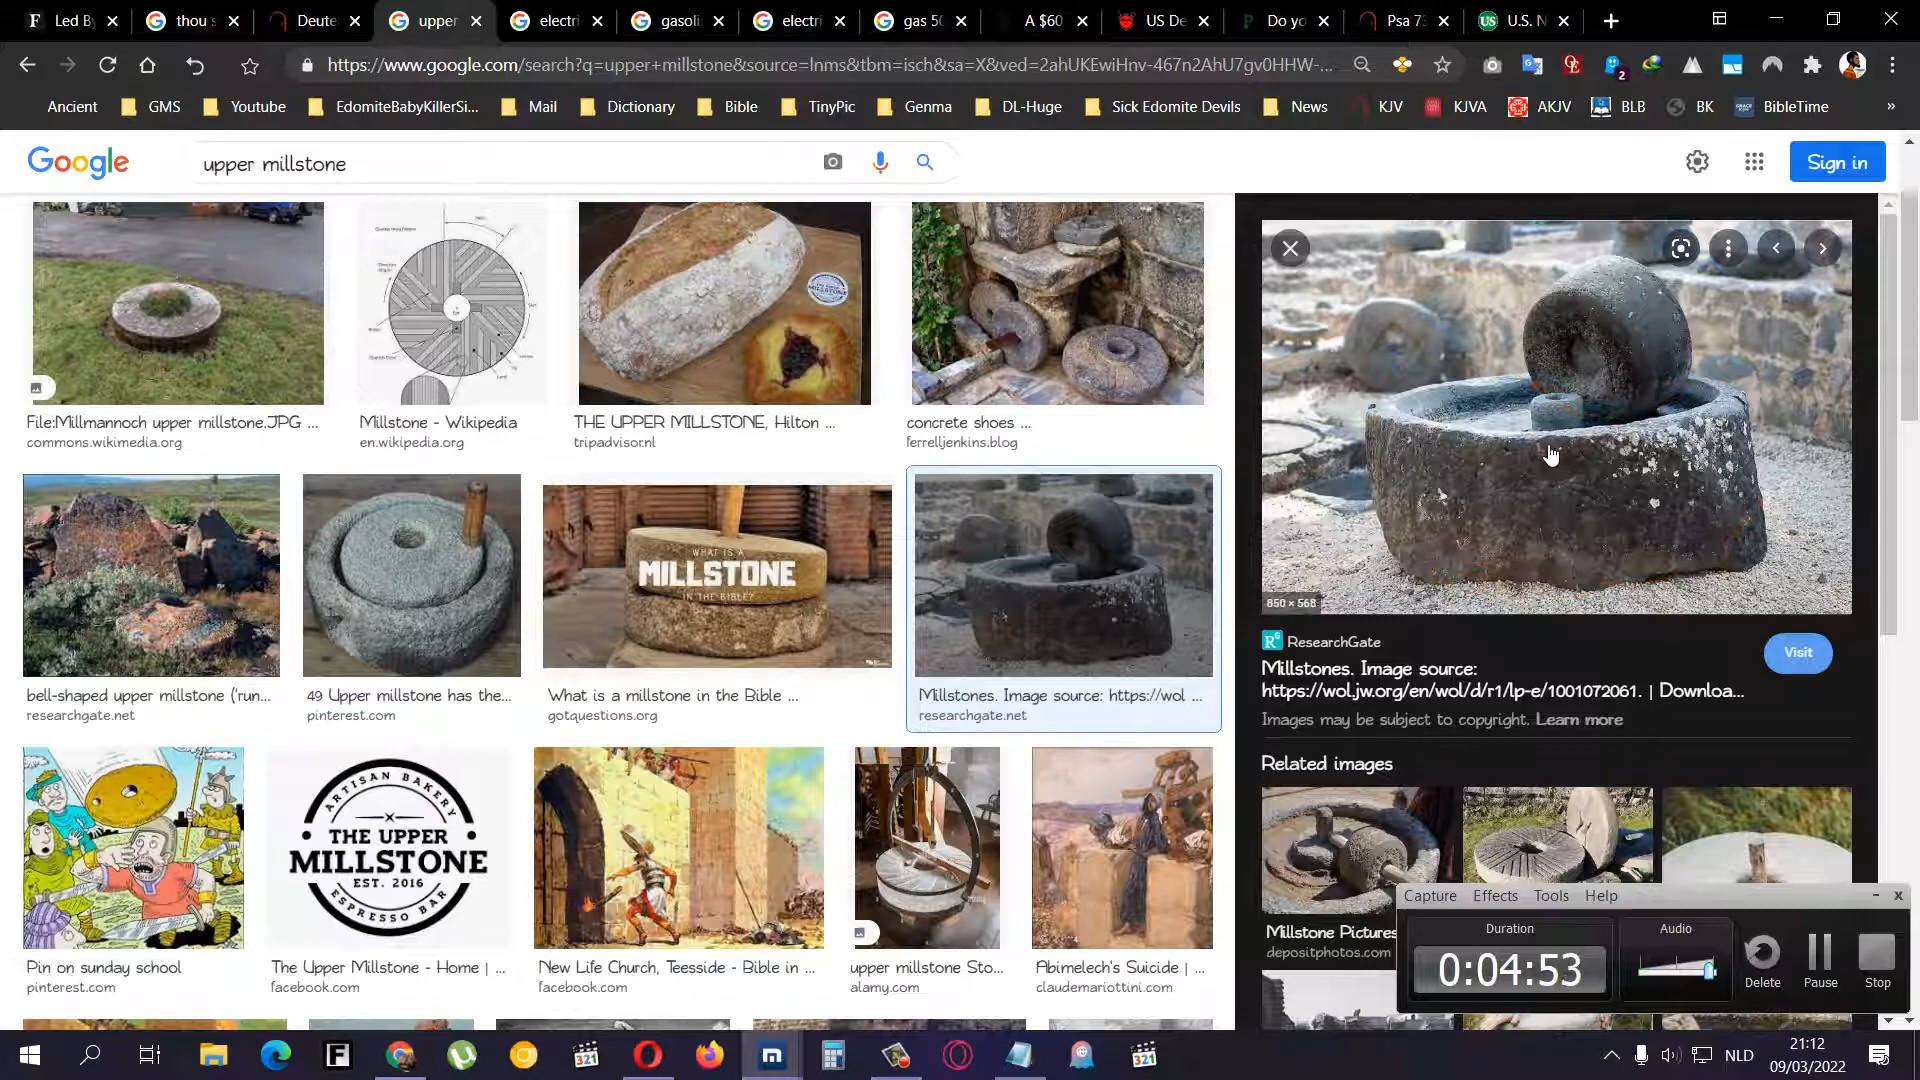 Led By
thou s
Deute
upper
electri
gasoli
electri
gas 50
A $60
US De
Do yo
Psa 73
U.S. N
https://www.google.com/search?q=upper+millstone&source=lnms&tbm=isch&sa=X&ved=2ahUKEwiHnv-467n2AhU7gv0HHW-...
2
Ancient
GMS
Youtube
EdomiteBabyKillerSi...
Mail
Dictionary
Bible
TinyPic
Genma
DL-Huge
Sick Edomite Devils
News
KJV
KJVA
AKJV
BLB
BK
BibleTime
»
Google
upper millstone
Sign in
File:Millmannoch upper millstone.JPG ...
commons.wikimedia.org
Millstone - Wikipedia
en.wikipedia.org
THE UPPER MILLSTONE, Hilton ...
tripadvisor.nl
concrete shoes ...
ferrelljenkins.blog
WHAT IS A
MILLSTONE
IN THE BIBLE?
bell-shaped upper millstone ('run...
researchgate.net
49 Upper millstone has the...
pinterest.com
What is a millstone in the Bible ...
gotquestions.org
Millstones. Image source: https://wol ...
researchgate.net
ARTISAN BAKERY
THE UPPER
MILLSTONE
EST. 2016
ESPRESSO BAR
Pin on sunday school
pinterest.com
The Upper Millstone - Home | ...
facebook.com
New Life Church, Teesside - Bible in ...
facebook.com
upper millstone Sto...
alamy.com
Abimelech's Suicide | ...
claudemariottini.com
850 × 568
ResearchGate
Visit
Millstones. Image source:
https://wol.jw.org/en/wol/d/r1/lp-e/1001072061. | Downloa...
Images may be subject to copyright. Learn more
Related images
Millstone Pictures
depositphotos.com
Capture Effects Tools Help
Duration
Audio
0:04:53
Delete
Pause
Stop
NLD
21:12
09/03/2022